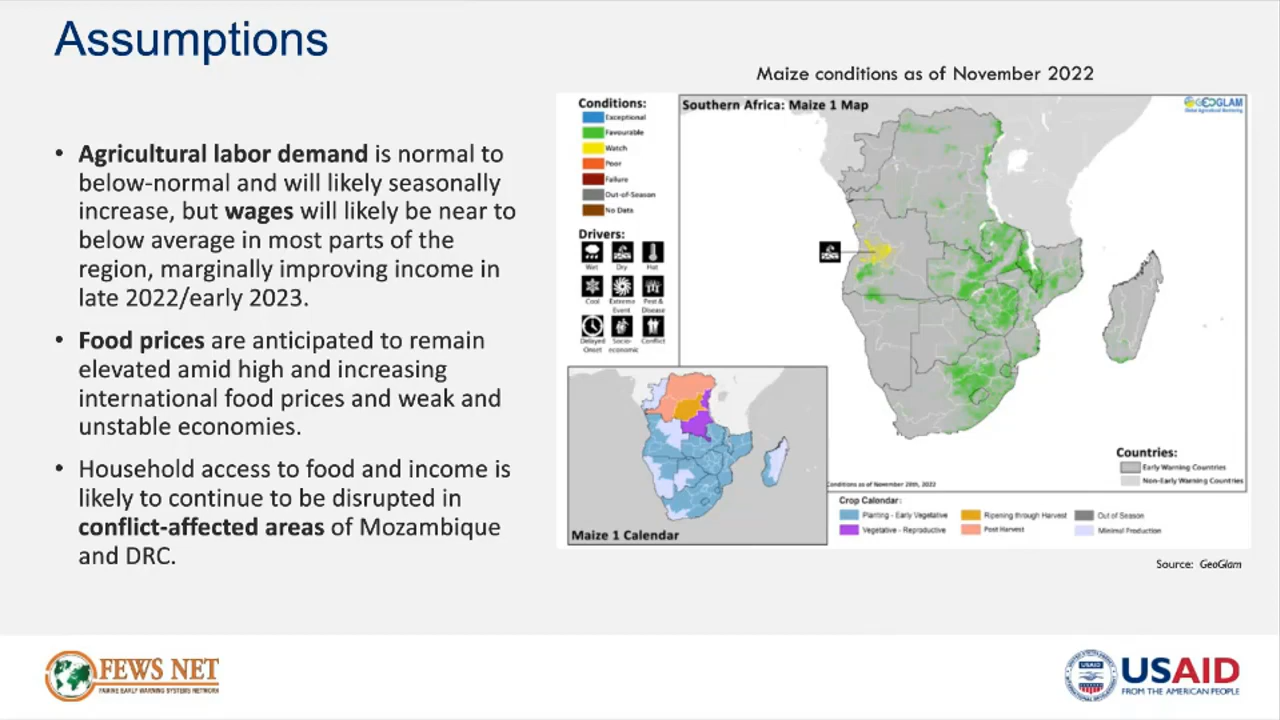 Assumptions
Maize conditions as of November 2022
• Agricultural labor demand is normal to
below-normal and will likely seasonally
increase, but wages will likely be near to
below average in most parts of the
region, marginally improving income in
late 2022/early 2023.
• Food prices are anticipated to remain
elevated amid high and increasing
international food prices and weak and
unstable economies.
• Household access to food and income is
likely to continue to be disrupted in
conflict-affected areas of Mozambique
and DRC.
Conditions:
Exceptional
Favourable
Watch
Poor
Failure
Out-of-Season
No Data
Drivers:
Wet
Dry
Hot
Cool
Extreme
Event
Pest &
Disease
Delayed
Onset
Socio-
economic
Conflict
Southern Africa: Maize 1 Map
GEOGLAM
Global Agricultural Monitoring
Countries:
Early Warning Countries
Non-Early Warning Countries
Conditions as of November 28th, 2022
Maize 1 Calendar
Crop Calendar:
Planting - Early Vegetative
Ripening through Harvest
Out of Season
Vegetative - Reproductive
Post Harvest
Minimal Production
Source: GeoGlam
FEWS NET
FAMINE EARLY WARNING SYSTEMS NETWORK
USAID
USAID
FROM THE AMERICAN PEOPLE